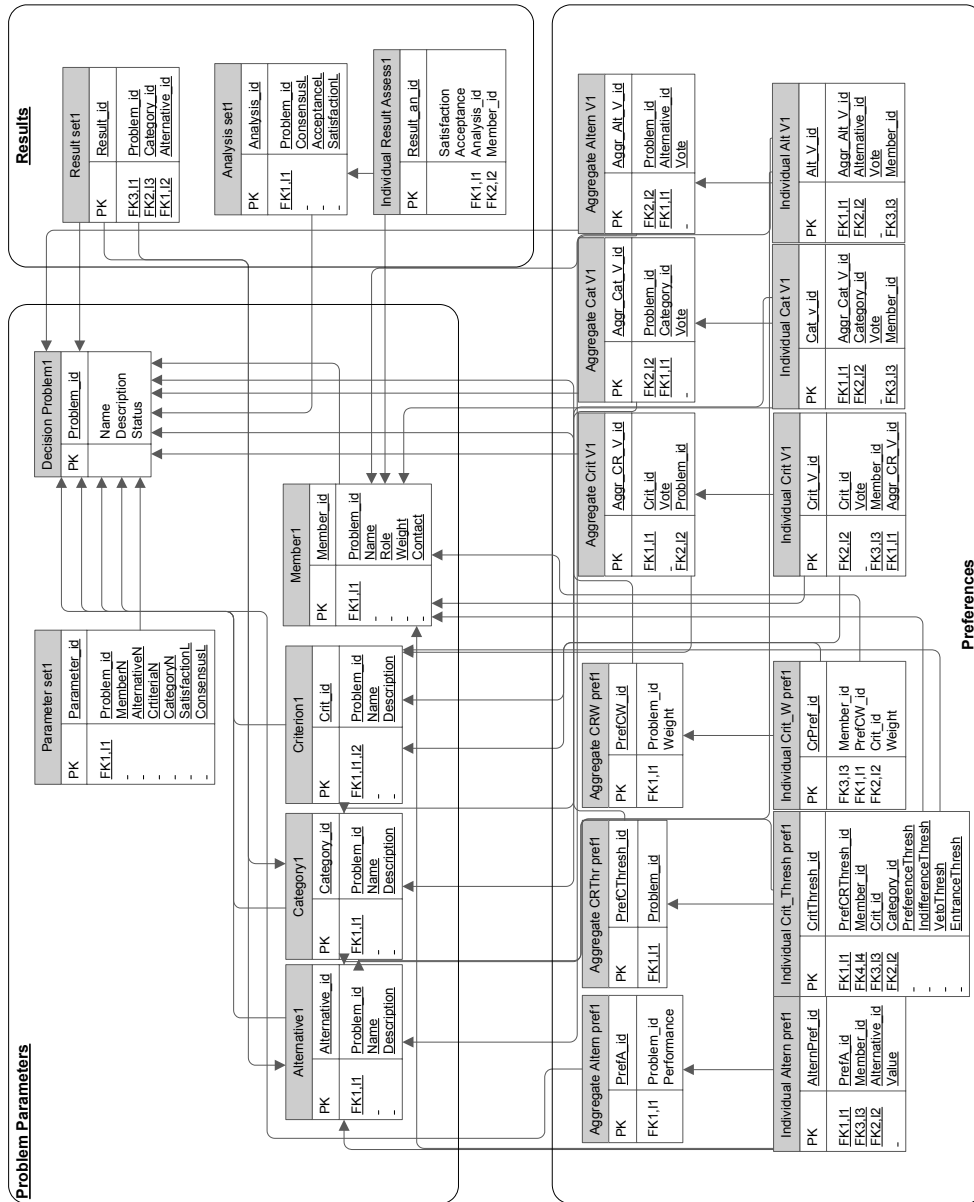 Problem Parameters
Parameter set1
PK Parameter_id
FK1,I1 Problem_id
- MemberN
- AlternativeN
- CrtiteriaN
- CategoryN
- SatisfactionL
- ConsensusL
Decision Problem1
PK Problem_id
Name
Description
Status
Alternative1
PK Alternative_id
FK1,I1 Problem_id
- Name
- Description
Category1
PK Category_id
FK1,I1 Problem_id
- Name
- Description
Criterion1
PK Crit_id
FK1,I1,I2 Problem_id
- Name
- Description
Member1
PK Member_id
FK1,I1 Problem_id
- Name
- Role
- Weight
- Contact
Results
Result set1
PK Result_id
FK3,I1 Problem_id
FK2,I3 Category_id
FK1,I2 Alternative_id
Analysis set1
PK Analysis_id
FK1,I1 Problem_id
- ConsensusL
- AcceptanceL
- SatisfactionL
Individual Result Assess1
PK Result_an_id
Satisfaction
Acceptance
FK1,I1 Analysis_id
FK2,I2 Member_id
Aggregate Altern pref1
PK PrefA_id
FK1,I1 Problem_id
Performance
Aggregate CRThr pref1
PK PrefCThresh_id
FK1,I1 Problem_id
Aggregate CRW pref1
PK PrefCW_id
FK1,I1 Problem_id
Weight
Aggregate Crit V1
PK Aggr_CR_V_id
FK1,I1 Crit_id
- Vote
FK2,I2 Problem_id
Aggregate Cat V1
PK Aggr_Cat_V_id
FK2,I2 Problem_id
FK1,I1 Category_id
- Vote
Aggregate Altern V1
PK Aggr_Alt_V_id
FK2,I2 Problem_id
FK1,I1 Alternative_id
- Vote
Individual Altern pref1
PK AlternPref_id
FK1,I1 PrefA_id
FK3,I3 Member_id
FK2,I2 Alternative_id
- Value
Individual Crit_Thresh pref1
PK CritThresh_id
FK1,I1 PrefCRThresh_id
FK4,I4 Member_id
FK3,I3 Crit_id
FK2,I2 Category_id
- PreferenceThresh
- IndifferenceThresh
- VetoThresh
- EntranceThresh
Individual Crit_W pref1
PK CrPref_id
FK3,I3 Member_id
FK1,I1 PrefCW_id
FK2,I2 Crit_id
Weight
Individual Crit V1
PK Crit_V_id
FK2,I2 Crit_id
- Vote
FK3,I3 Member_id
FK1,I1 Aggr_CR_V_id
Individual Cat V1
PK Cat_v_id
FK1,I1 Aggr_Cat_V_id
FK2,I2 Category_id
- Vote
FK3,I3 Member_id
Individual Alt V1
PK Alt_V_id
FK1,I1 Aggr_Alt_V_id
FK2,I2 Alternative_id
- Vote
FK3,I3 Member_id
Preferences